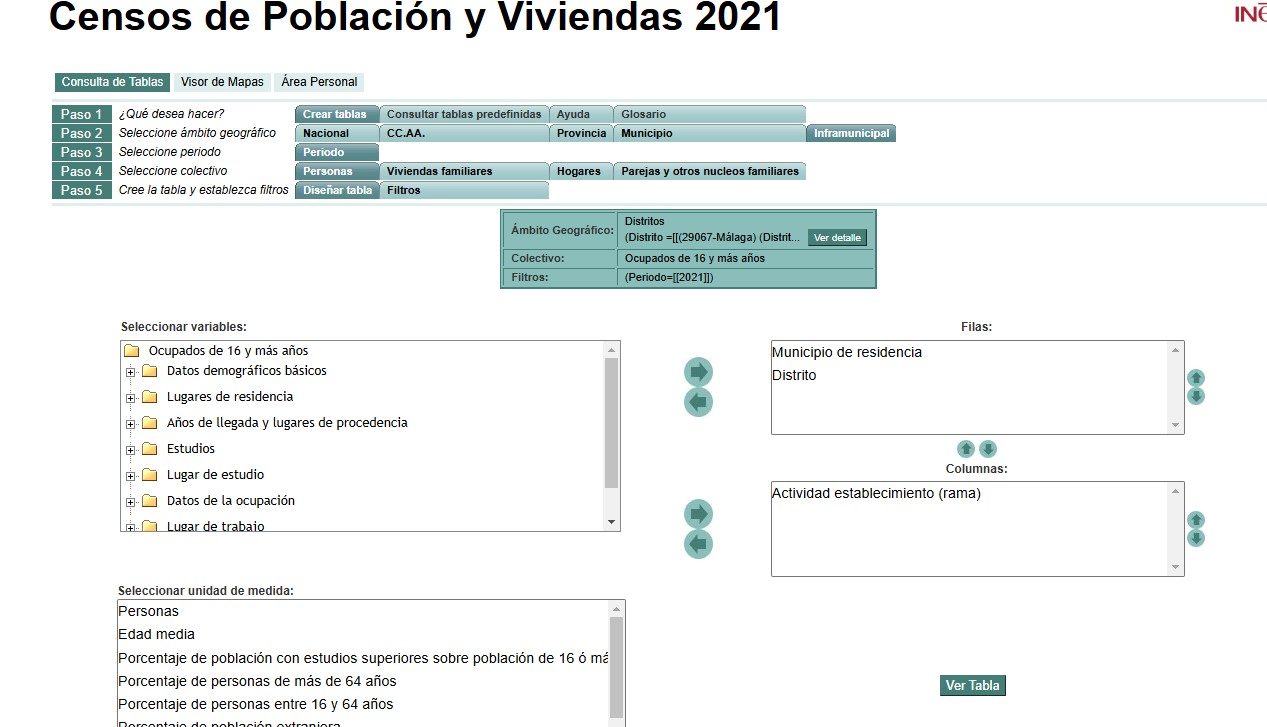 Censos de Población y Viviendas 2021
INe
Consulta de Tablas Visor de Mapas Área Personal
Paso 1 ¿Qué desea hacer? Crear tablas Consultar tablas predefinidas Ayuda Glosario
Paso 2 Seleccione ámbito geográfico Nacional CC.AA. Provincia Municipio Inframunicipal
Paso 3 Seleccione periodo Periodo
Paso 4 Seleccione colectivo Personas Viviendas familiares Hogares Parejas y otros nucleos familiares
Paso 5 Cree la tabla y establezca filtros Diseñar tabla Filtros
Ámbito Geográfico: Distritos
(Distrito =[[(29067-Málaga) (Distrit... Ver detalle
Colectivo: Ocupados de 16 y más años
Filtros: (Periodo=[[2021]])
Seleccionar variables:
Ocupados de 16 y más años
Datos demográficos básicos
Lugares de residencia
Años de llegada y lugares de procedencia
Estudios
Lugar de estudio
Datos de la ocupación
Lugar de trabajo
Filas:
Municipio de residencia
Distrito
Columnas:
Actividad establecimiento (rama)
Seleccionar unidad de medida:
Personas
Edad media
Porcentaje de población con estudios superiores sobre población de 16 ó má
Porcentaje de personas de más de 64 años
Porcentaje de personas entre 16 y 64 años
Porcentaje de población extranjera
Ver Tabla